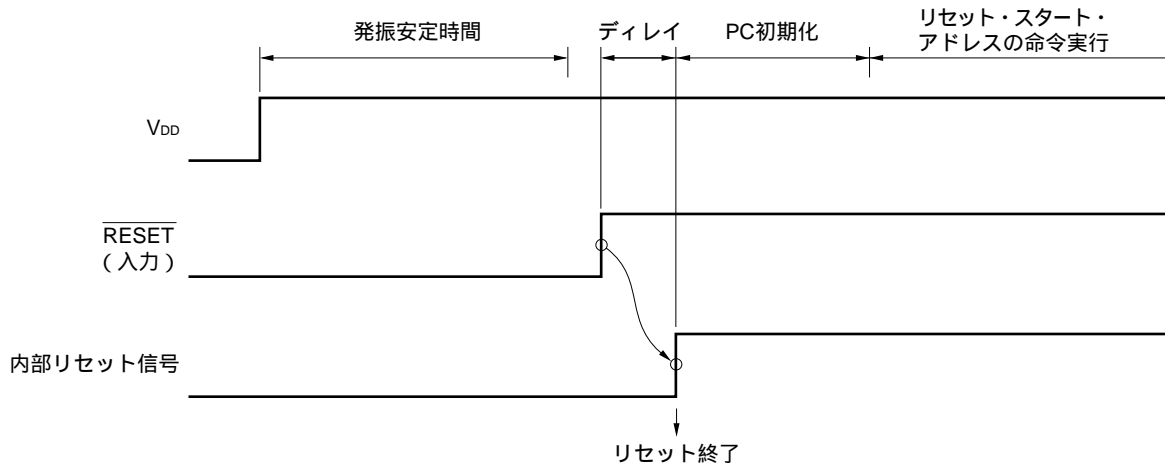 発振安定時間
ディレイ
PC初期化
リセット・スタート・
アドレスの命令実行
VDD
RESET
（入力）
内部リセット信号
リセット終了